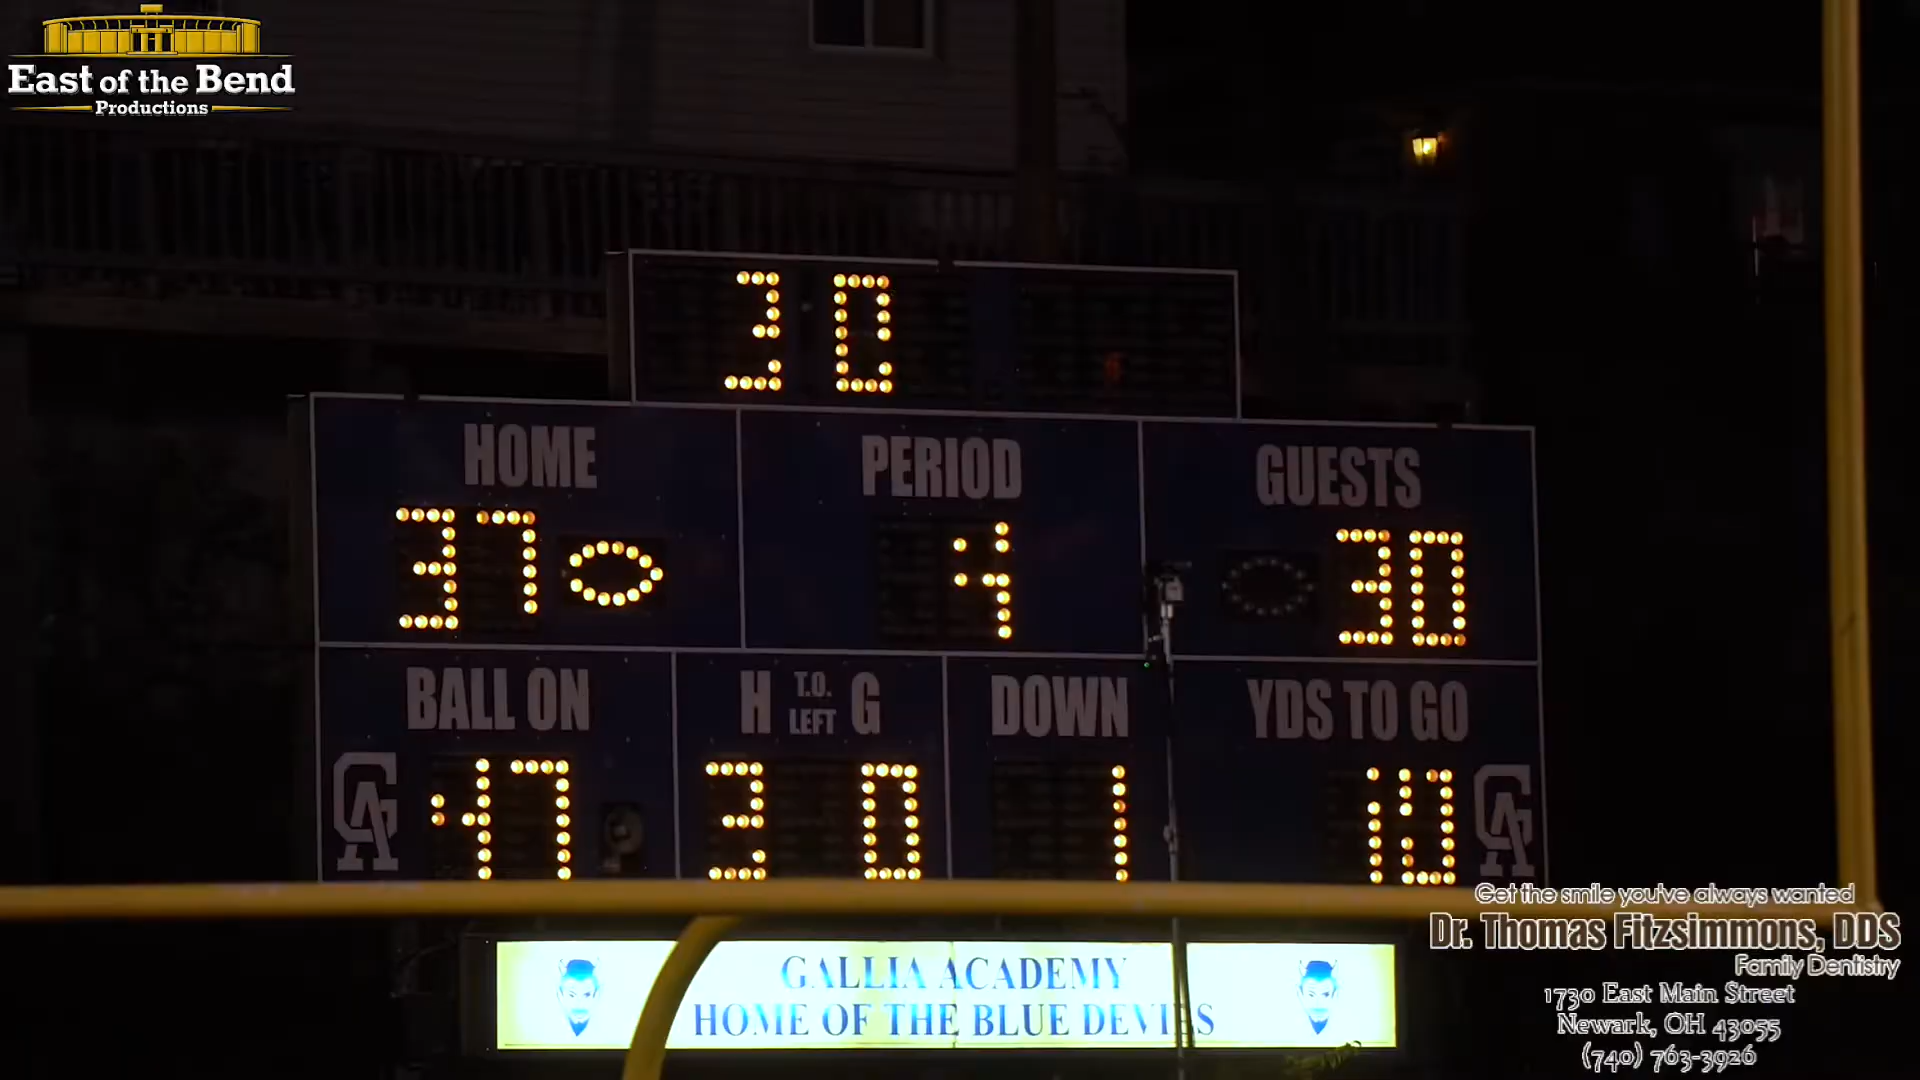 East of the Bend
Productions
30
HOME
PERIOD
GUESTS
37
4
30
BALL ON
H T.O. LEFT G
DOWN
YDS TO GO
GA
47
3
0
1
10
GA
GALLIA ACADEMY
HOME OF THE BLUE DEVILS
Get the smile you've always wanted
Dr. Thomas Fitzsimmons, DDS
Family Dentistry
1730 East Main Street
Newark, OH 43055
(740) 763-3926